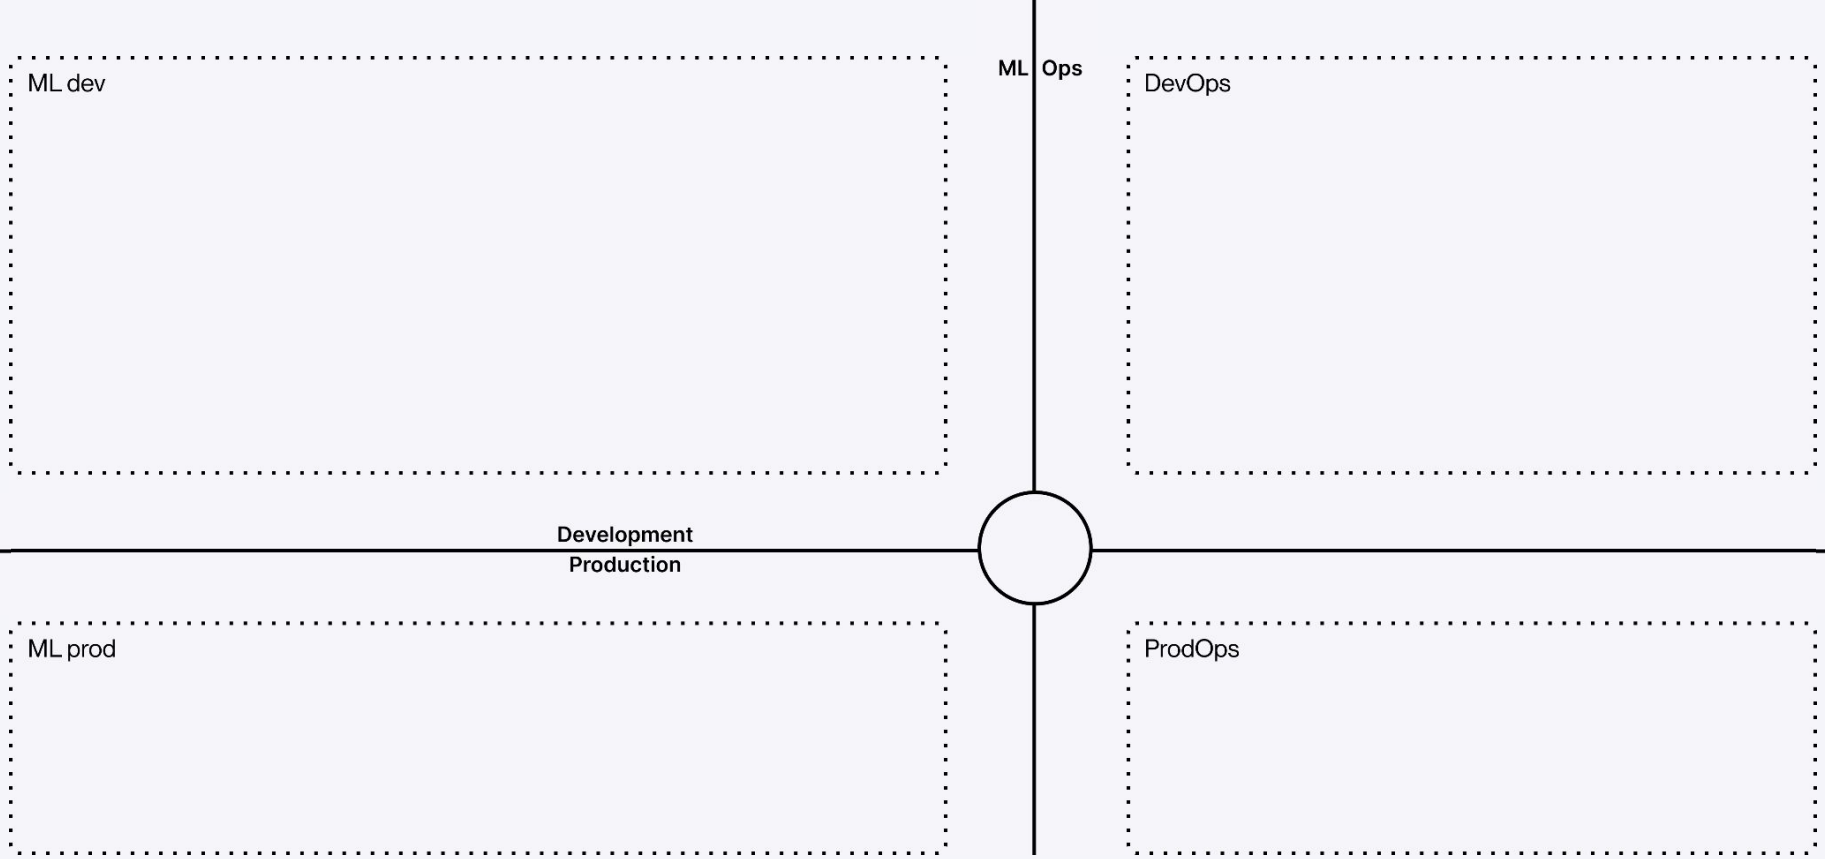 ML Ops
ML dev
DevOps
Development
Production
ML prod
ProdOps